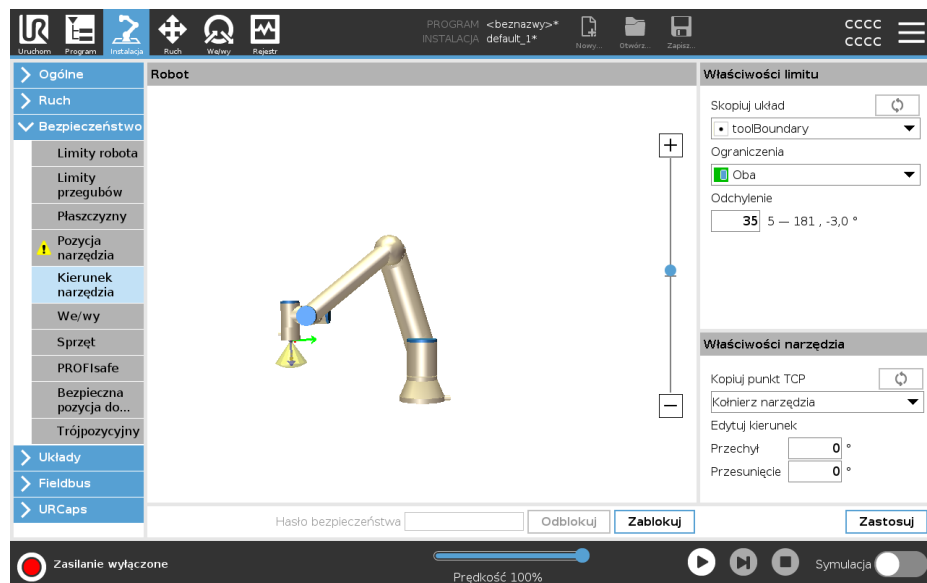 PROGRAM <beznazwy>*
INSTALACJA default_1*
cccc
cccc
Uruchom Program Instalacja Ruch We/wy Rejestr
Nowy... Otwórz... Zapisz...
Ogólne
Ruch
Bezpieczeństwo
Limity robota
Limity
przegubów
Płaszczyzny
Pozycja
narzędzia
Kierunek
narzędzia
We/wy
Sprzęt
PROFIsafe
Bezpieczna
pozycja do...
Trójpozycyjny
Układy
Fieldbus
URCaps
Robot
Właściwości limitu
Skopiuj układ
toolBoundary
Ograniczenia
Oba
Odchylenie
35 5 — 181 , -3,0 °
Właściwości narzędzia
Kopiuj punkt TCP
Kołnierz narzędzia
Edytuj kierunek
Przechył 0 °
Przesunięcie 0 °
Hasło bezpieczeństwa Odblokuj Zablokuj Zastosuj
Zasilanie wyłączone
Prędkość 100%
Symulacja